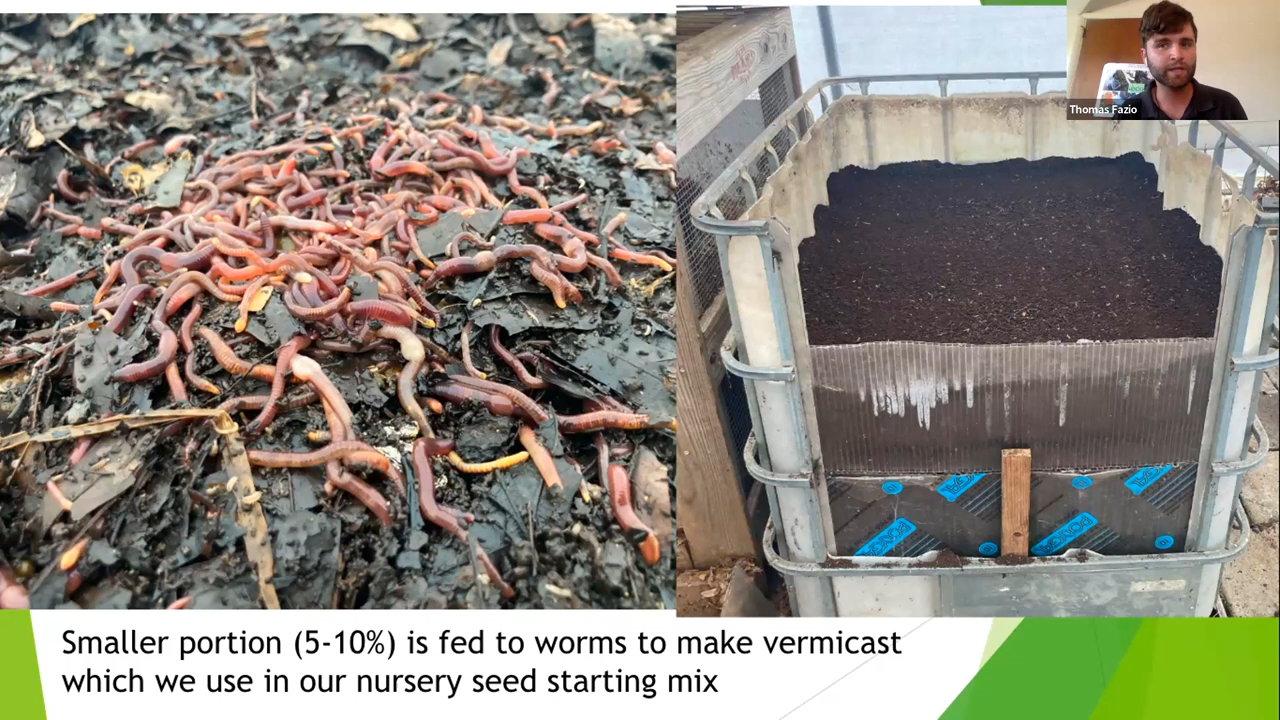 Thomas Fazio
Smaller portion (5-10%) is fed to worms to make vermicast
which we use in our nursery seed starting mix